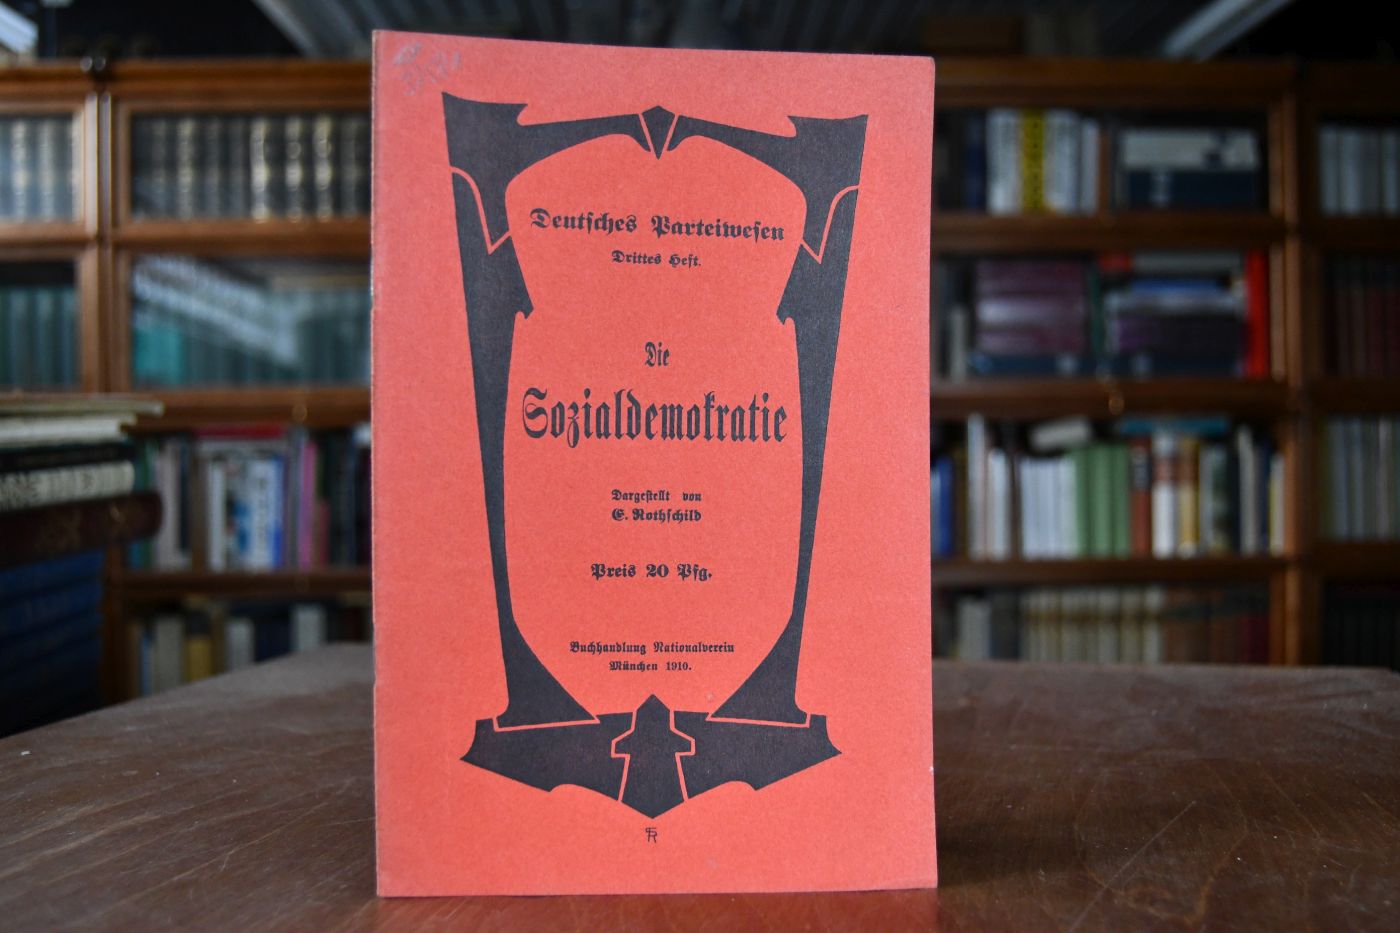 Deutsches Parteiwesen
Drittes Heft.
Die
Sozialdemokratie
Dargestellt von
E. Rothschild
Preis 20 Pfg.
Buchhandlung Nationalverein
München 1910.